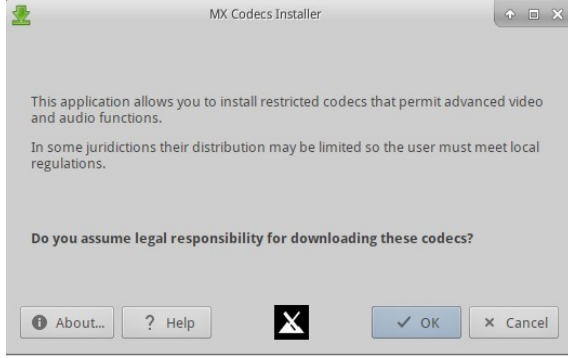 MX Codecs Installer
This application allows you to install restricted codecs that permit advanced video
and audio functions.
In some juridictions their distribution may be limited so the user must meet local
regulations.
Do you assume legal responsibility for downloading these codecs?
About...
Help
OK
Cancel